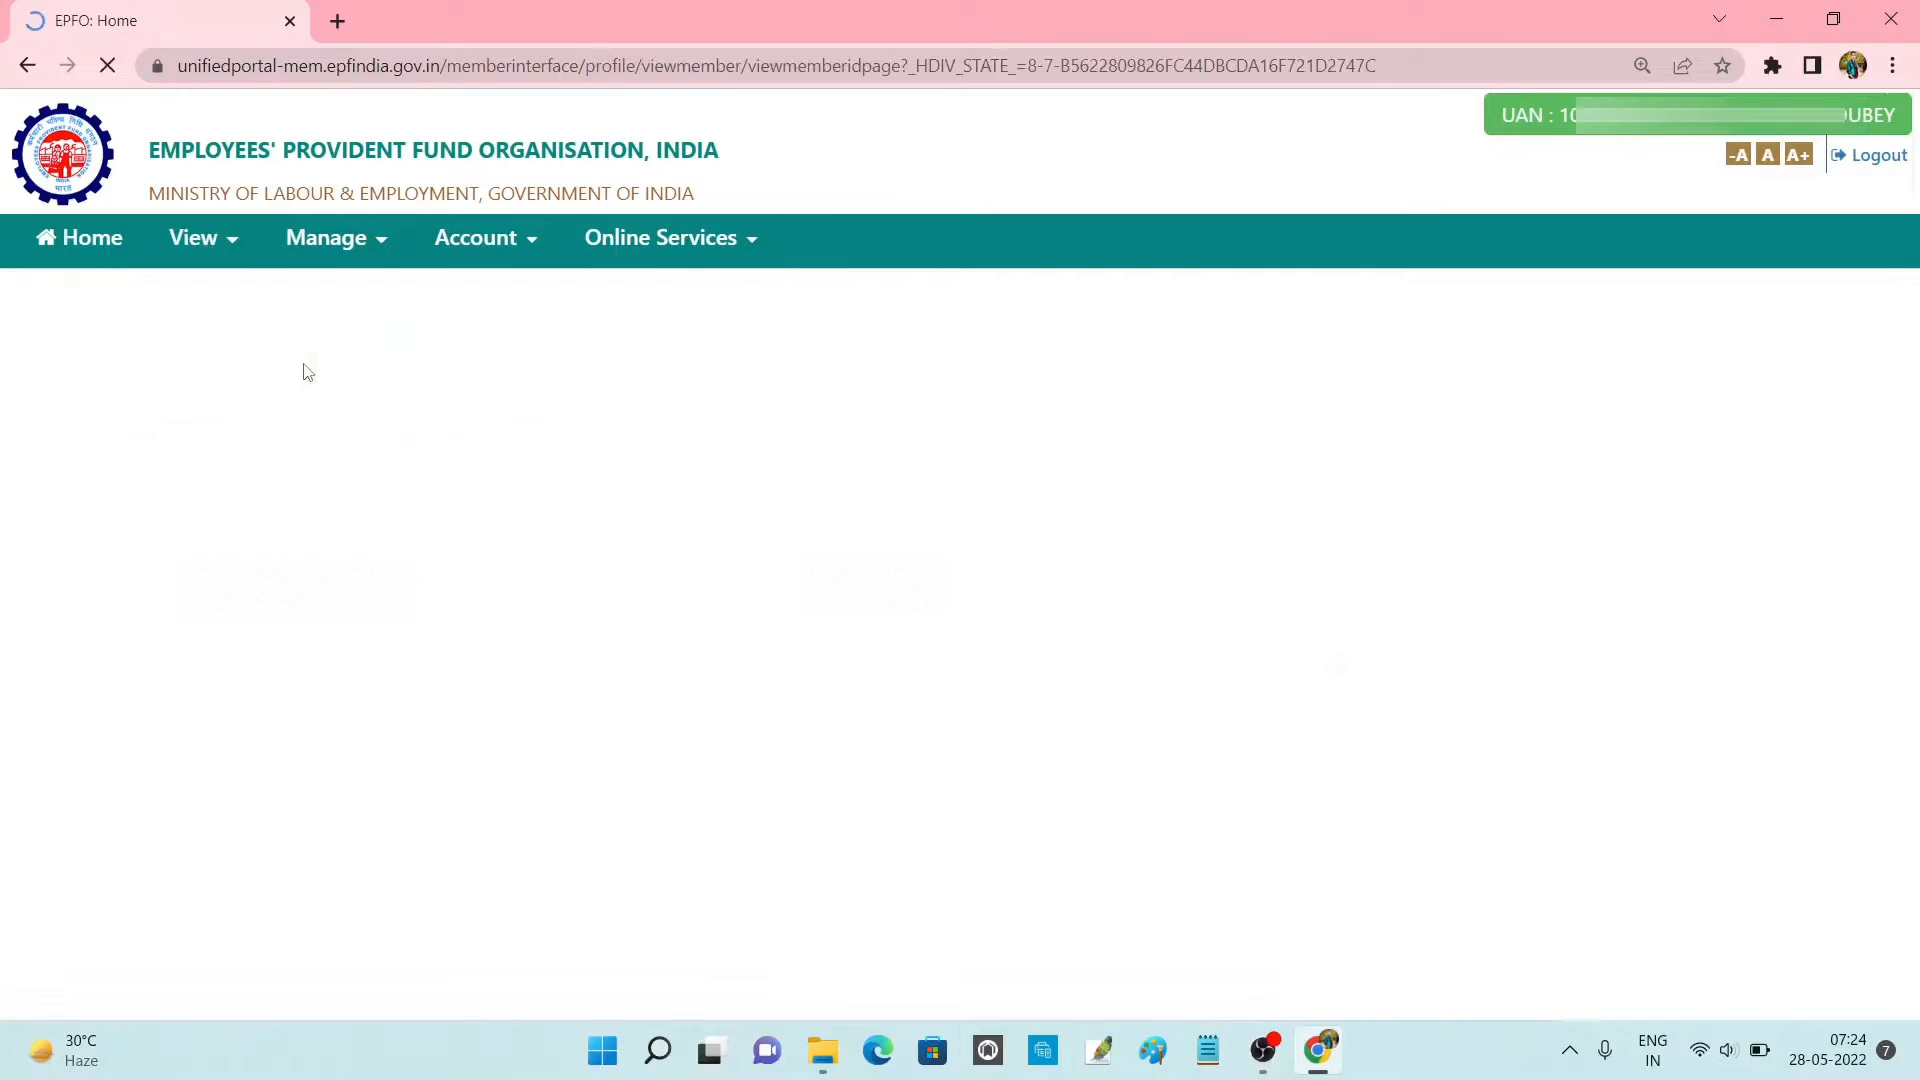 EPFO: Home
unifiedportal-mem.epfindia.gov.in/memberinterface/profile/viewmember/viewmemberidpage?_HDIV_STATE_=8-7-B5622809826FC44DBCDA16F721D2747C
UAN : 10
UBEY
EMPLOYEES' PROVIDENT FUND ORGANISATION, INDIA
-A A A+ Logout
MINISTRY OF LABOUR & EMPLOYMENT, GOVERNMENT OF INDIA
Home View Manage Account Online Services
30°C
Haze
ENG
IN
07:24
28-05-2022
7